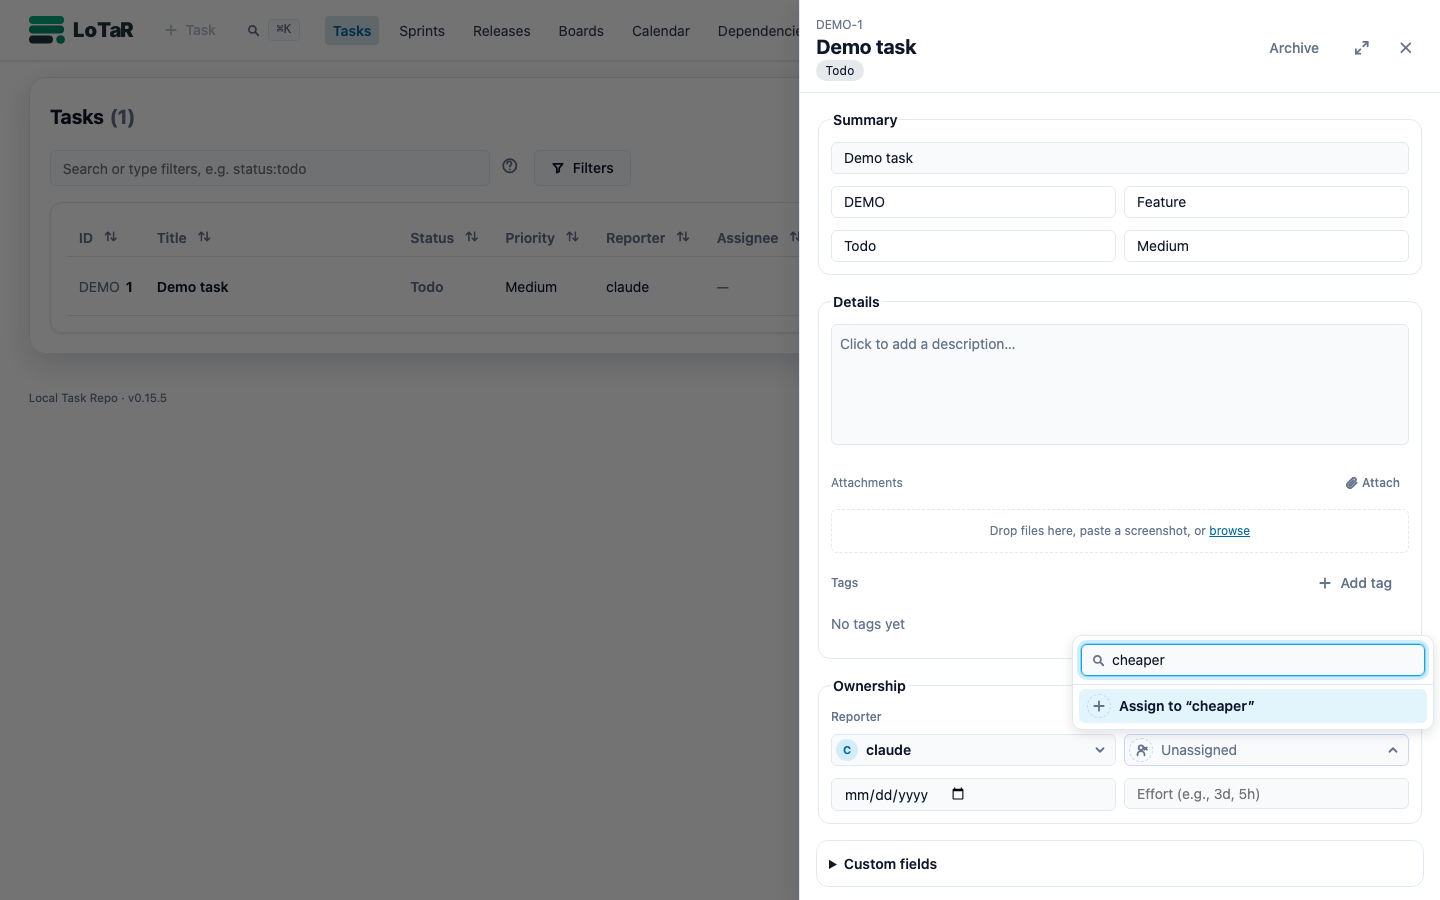 LoTaR
Task
⌘K
Tasks
Sprints
Releases
Boards
Calendar
Dependencie
Tasks (1)
Search or type filters, e.g. status:todo
Filters
ID
Title
Status
Priority
Reporter
Assignee
DEMO 1
Demo task
Todo
Medium
claude
—
Local Task Repo · v0.15.5
DEMO-1
Demo task
Todo
Archive
Summary
Demo task
DEMO
Feature
Todo
Medium
Details
Click to add a description...
Attachments
Attach
Drop files here, paste a screenshot, or browse
Tags
Add tag
No tags yet
cheaper
Assign to “cheaper”
Ownership
Reporter
C claude
Unassigned
mm/dd/yyyy
Effort (e.g., 3d, 5h)
Custom fields